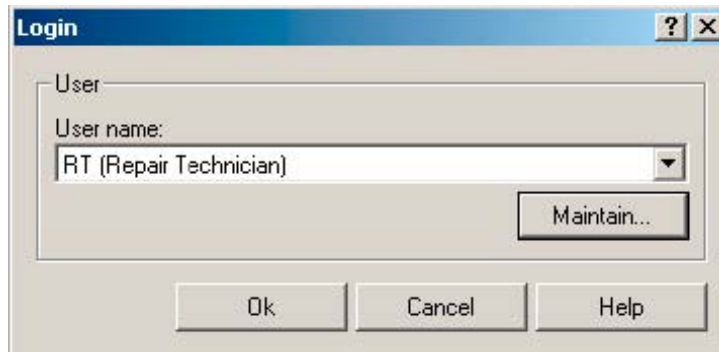 Login
User
User name:
RT (Repair Technician)
Maintain...
Ok Cancel Help